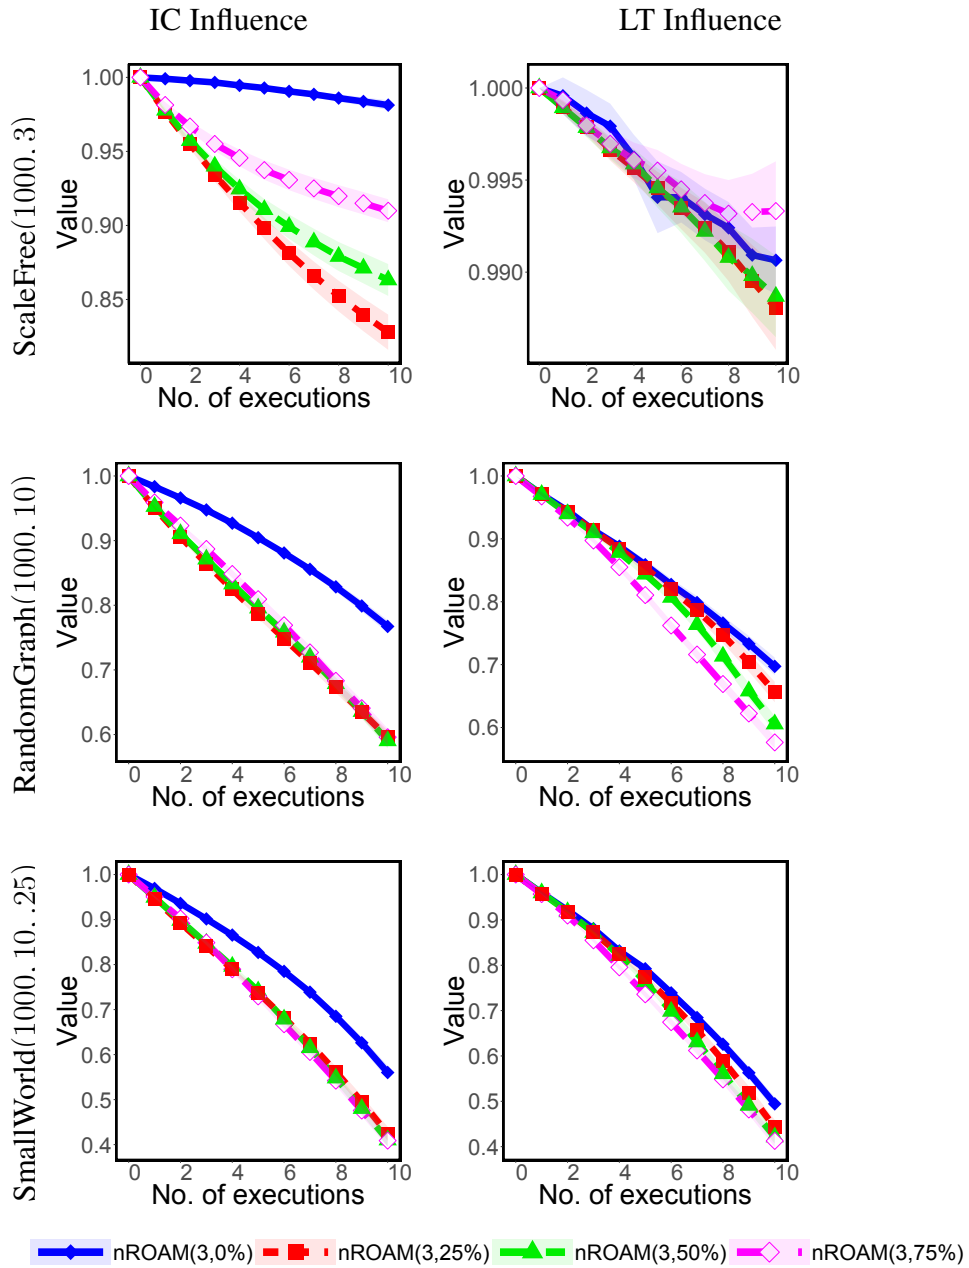 IC Influence
LT Influence
ScaleFree(1000, 3)
Value
1.00
0.95
0.90
0.85
0 2 4 6 8 10
No. of executions
Value
1.000
0.995
0.990
0 2 4 6 8 10
No. of executions
RandomGraph(1000, 10)
Value
1.0
0.9
0.8
0.7
0.6
0 2 4 6 8 10
No. of executions
Value
1.0
0.9
0.8
0.7
0.6
0 2 4 6 8 10
No. of executions
SmallWorld(1000, 10, .25)
Value
1.0
0.9
0.8
0.7
0.6
0.5
0.4
0 2 4 6 8 10
No. of executions
Value
1.0
0.9
0.8
0.7
0.6
0.5
0.4
0 2 4 6 8 10
No. of executions
nROAM(3,0%) nROAM(3,25%) nROAM(3,50%) nROAM(3,75%)